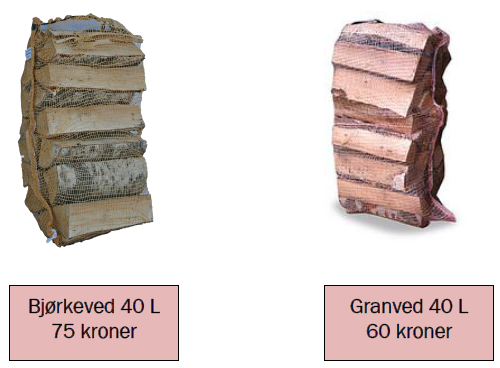 Bjørkeved 40 L
75 kroner
Granved 40 L
60 kroner